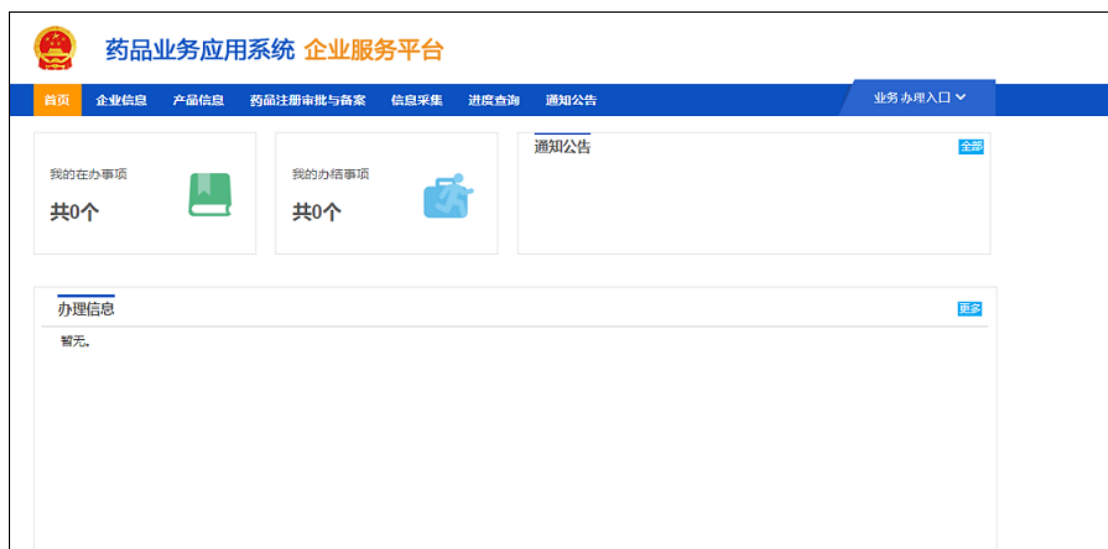 药品业务应用系统 企业服务平台
首页 企业信息 产品信息 药品注册审批与备案 信息采集 进度查询 通知公告 业务办理入口
我的在办事项
共0个
我的办结事项
共0个
通知公告 全部
办理信息 更多
暂无。